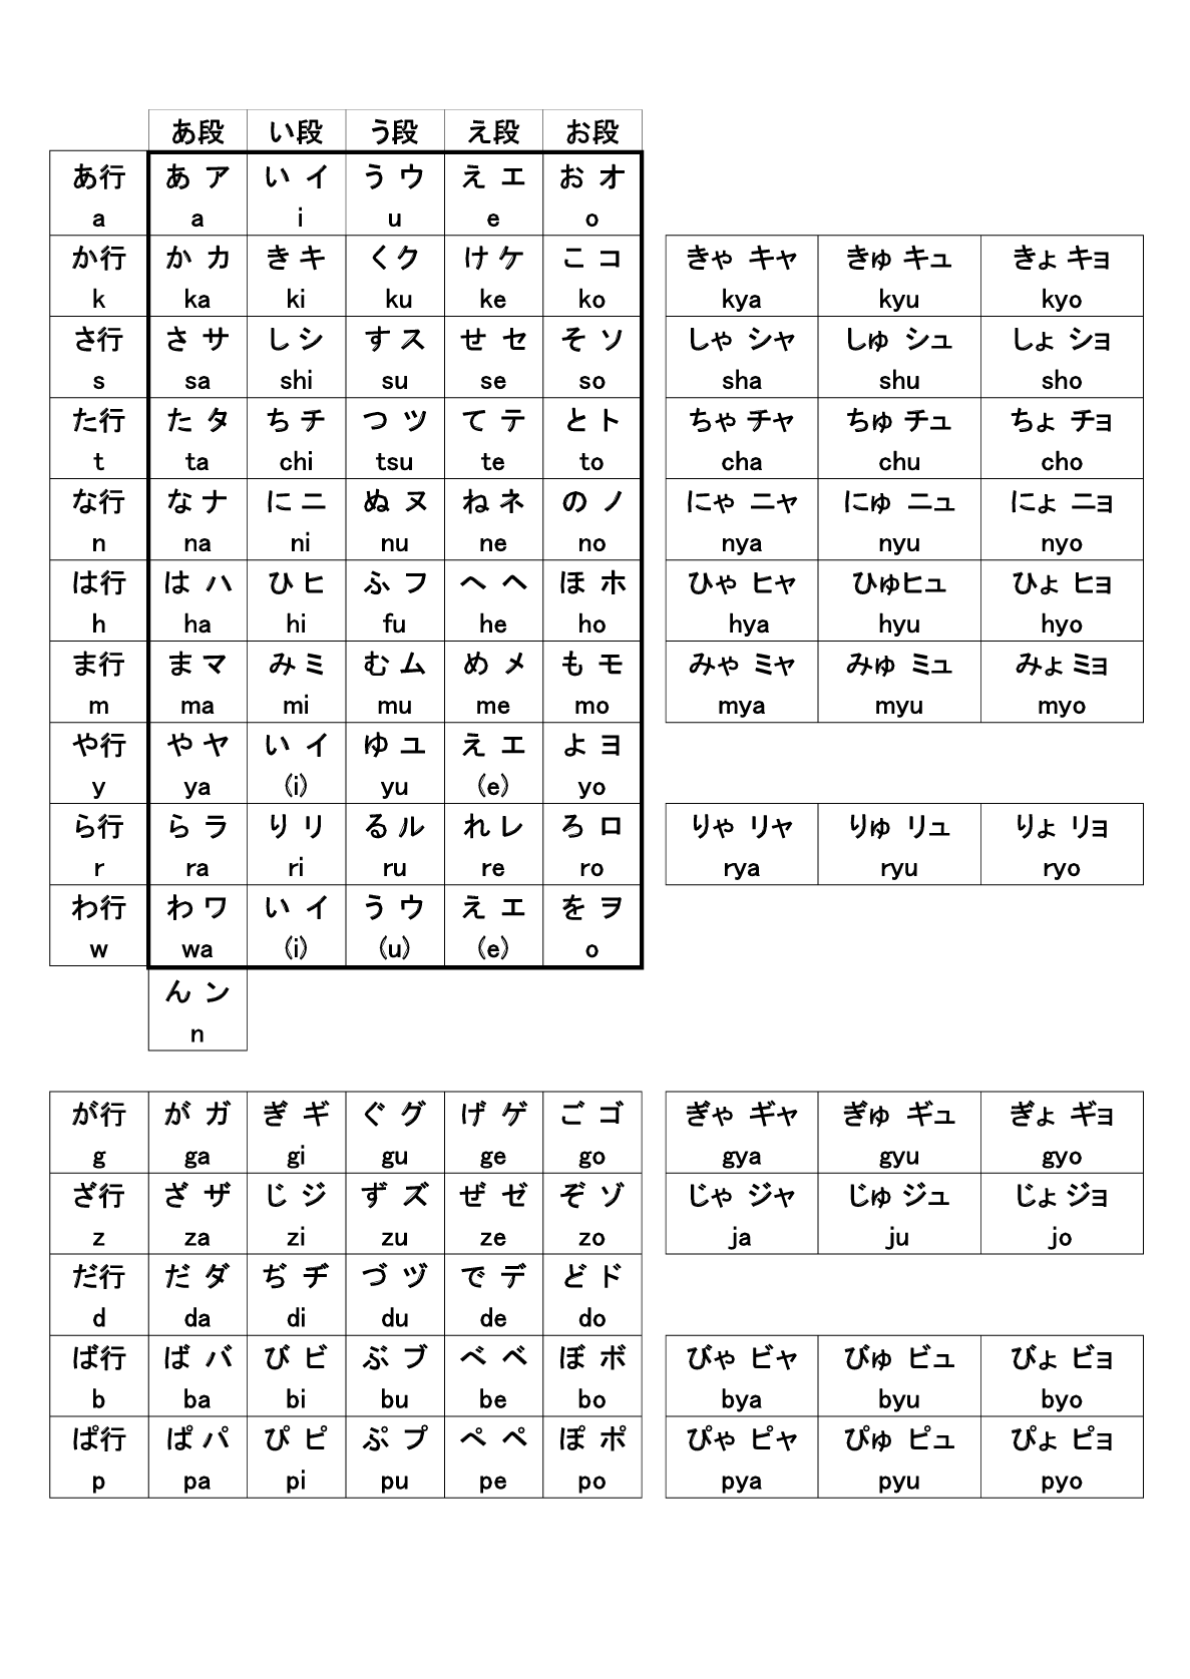 あ段 い段 う段 え段 お段
あ行 あ ア い イ う ウ え エ お オ
a a i u e o
か行 か カ き キ く ク け ケ こ コ きゃ キャ きゅ キュ きょ キョ
k ka ki ku ke ko kya kyu kyo
さ行 さ サ し シ す ス せ セ そ ソ しゃ シャ しゅ シュ しょ ショ
s sa shi su se so sha shu sho
た行 た タ ち チ つ ツ て テ と ト ちゃ チャ ちゅ チュ ちょ チョ
t ta chi tsu te to cha chu cho
な行 な ナ に ニ ぬ ヌ ね ネ の ノ にゃ ニャ にゅ ニュ にょ ニョ
n na ni nu ne no nya nyu nyo
は行 は ハ ひ ヒ ふ フ へ ヘ ほ ホ ひゃ ヒャ ひゅヒュ ひょ ヒョ
h ha hi fu he ho hya hyu hyo
ま行 ま マ み ミ む ム め メ も モ みゃ ミャ みゅ ミュ みょ ミョ
m ma mi mu me mo mya myu myo
や行 や ヤ い イ ゆ ユ え エ よ ヨ
y ya (i) yu (e) yo
ら行 ら ラ り リ る ル れ レ ろ ロ りゃ リャ りゅ リュ りょ リョ
r ra ri ru re ro rya ryu ryo
わ行 わ ワ い イ う ウ え エ を ヲ
w wa (i) (u) (e) o
ん ン
n
が行 が ガ ぎ ギ ぐ グ げ ゲ ご ゴ ぎゃ ギャ ぎゅ ギュ ぎょ ギョ
g ga gi gu ge go gya gyu gyo
ざ行 ざ ザ じ ジ ず ズ ぜ ゼ ぞ ゾ じゃ ジャ じゅ ジュ じょ ジョ
z za zi zu ze zo ja ju jo
だ行 だ ダ ぢ ヂ づ ヅ で デ ど ド
d da di du de do
ば行 ば バ び ビ ぶ ブ べ ベ ぼ ボ びゃ ビャ びゅ ビュ びょ ビョ
b ba bi bu be bo bya byu byo
ぱ行 ぱ パ ぴ ピ ぷ プ ぺ ペ ぽ ポ ぴゃ ピャ ぴゅ ピュ ぴょ ピョ
p pa pi pu pe po pya pyu pyo